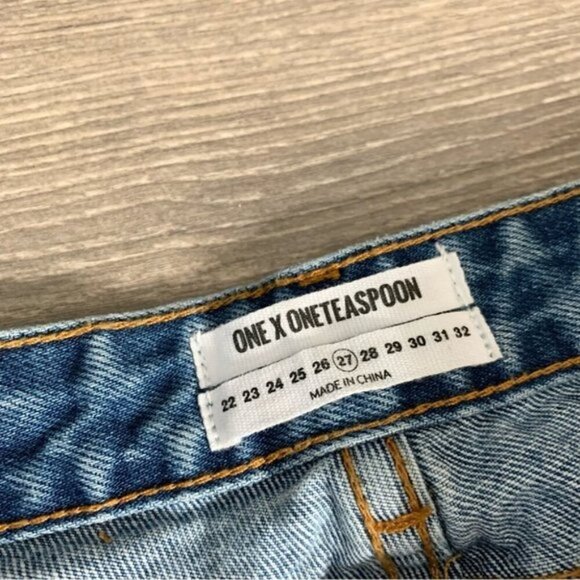 ONE X ONETEASPOON
22 23 24 25 26 27 28 29 30 31 32
MADE IN CHINA